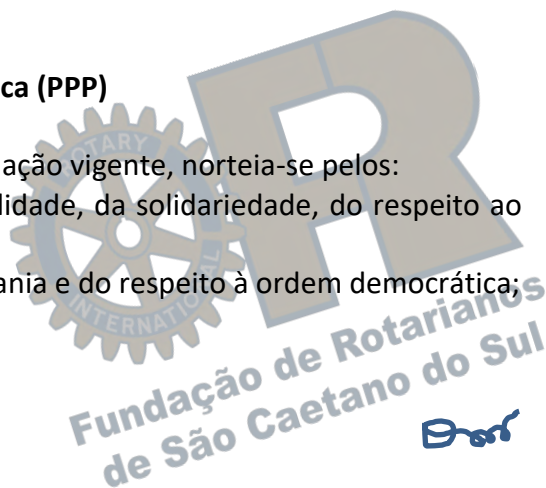 ca (PPP)
ação vigente, norteia-se pelos:
lidade, da solidariedade, do respeito ao
ania e do respeito à ordem democrática;
ROTARY
INTERNATIONAL
Fundação de Rotarianos
de São Caetano do Sul